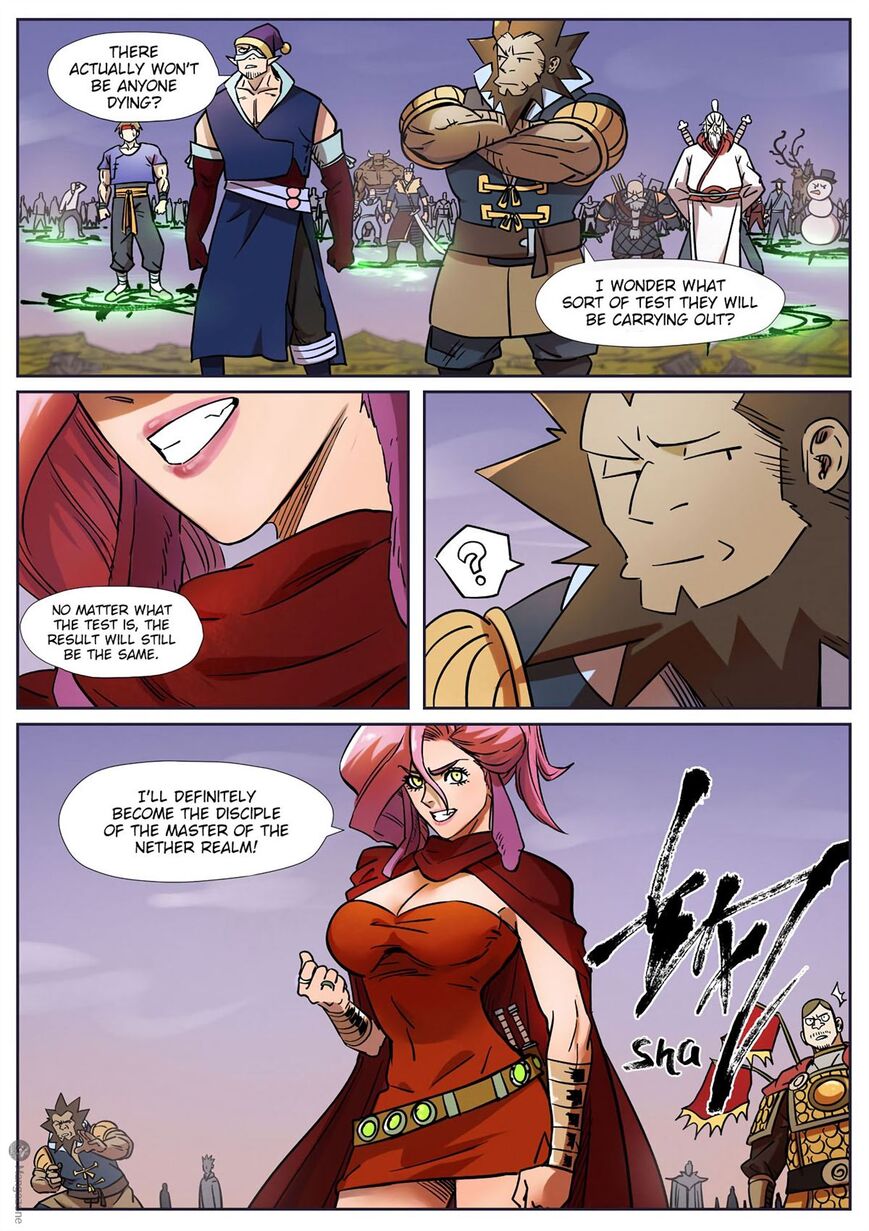 THERE
ACTUALLY WON'T
BE ANYONE
DYING?
I WONDER WHAT
SORT OF TEST THEY WILL
BE CARRYING OUT?
NO MATTER WHAT
THE TEST IS, THE
RESULT WILL STILL
BE THE SAME.
?
I'LL DEFINITELY
BECOME THE DISCIPLE
OF THE MASTER OF THE
NETHER REALM!
sha